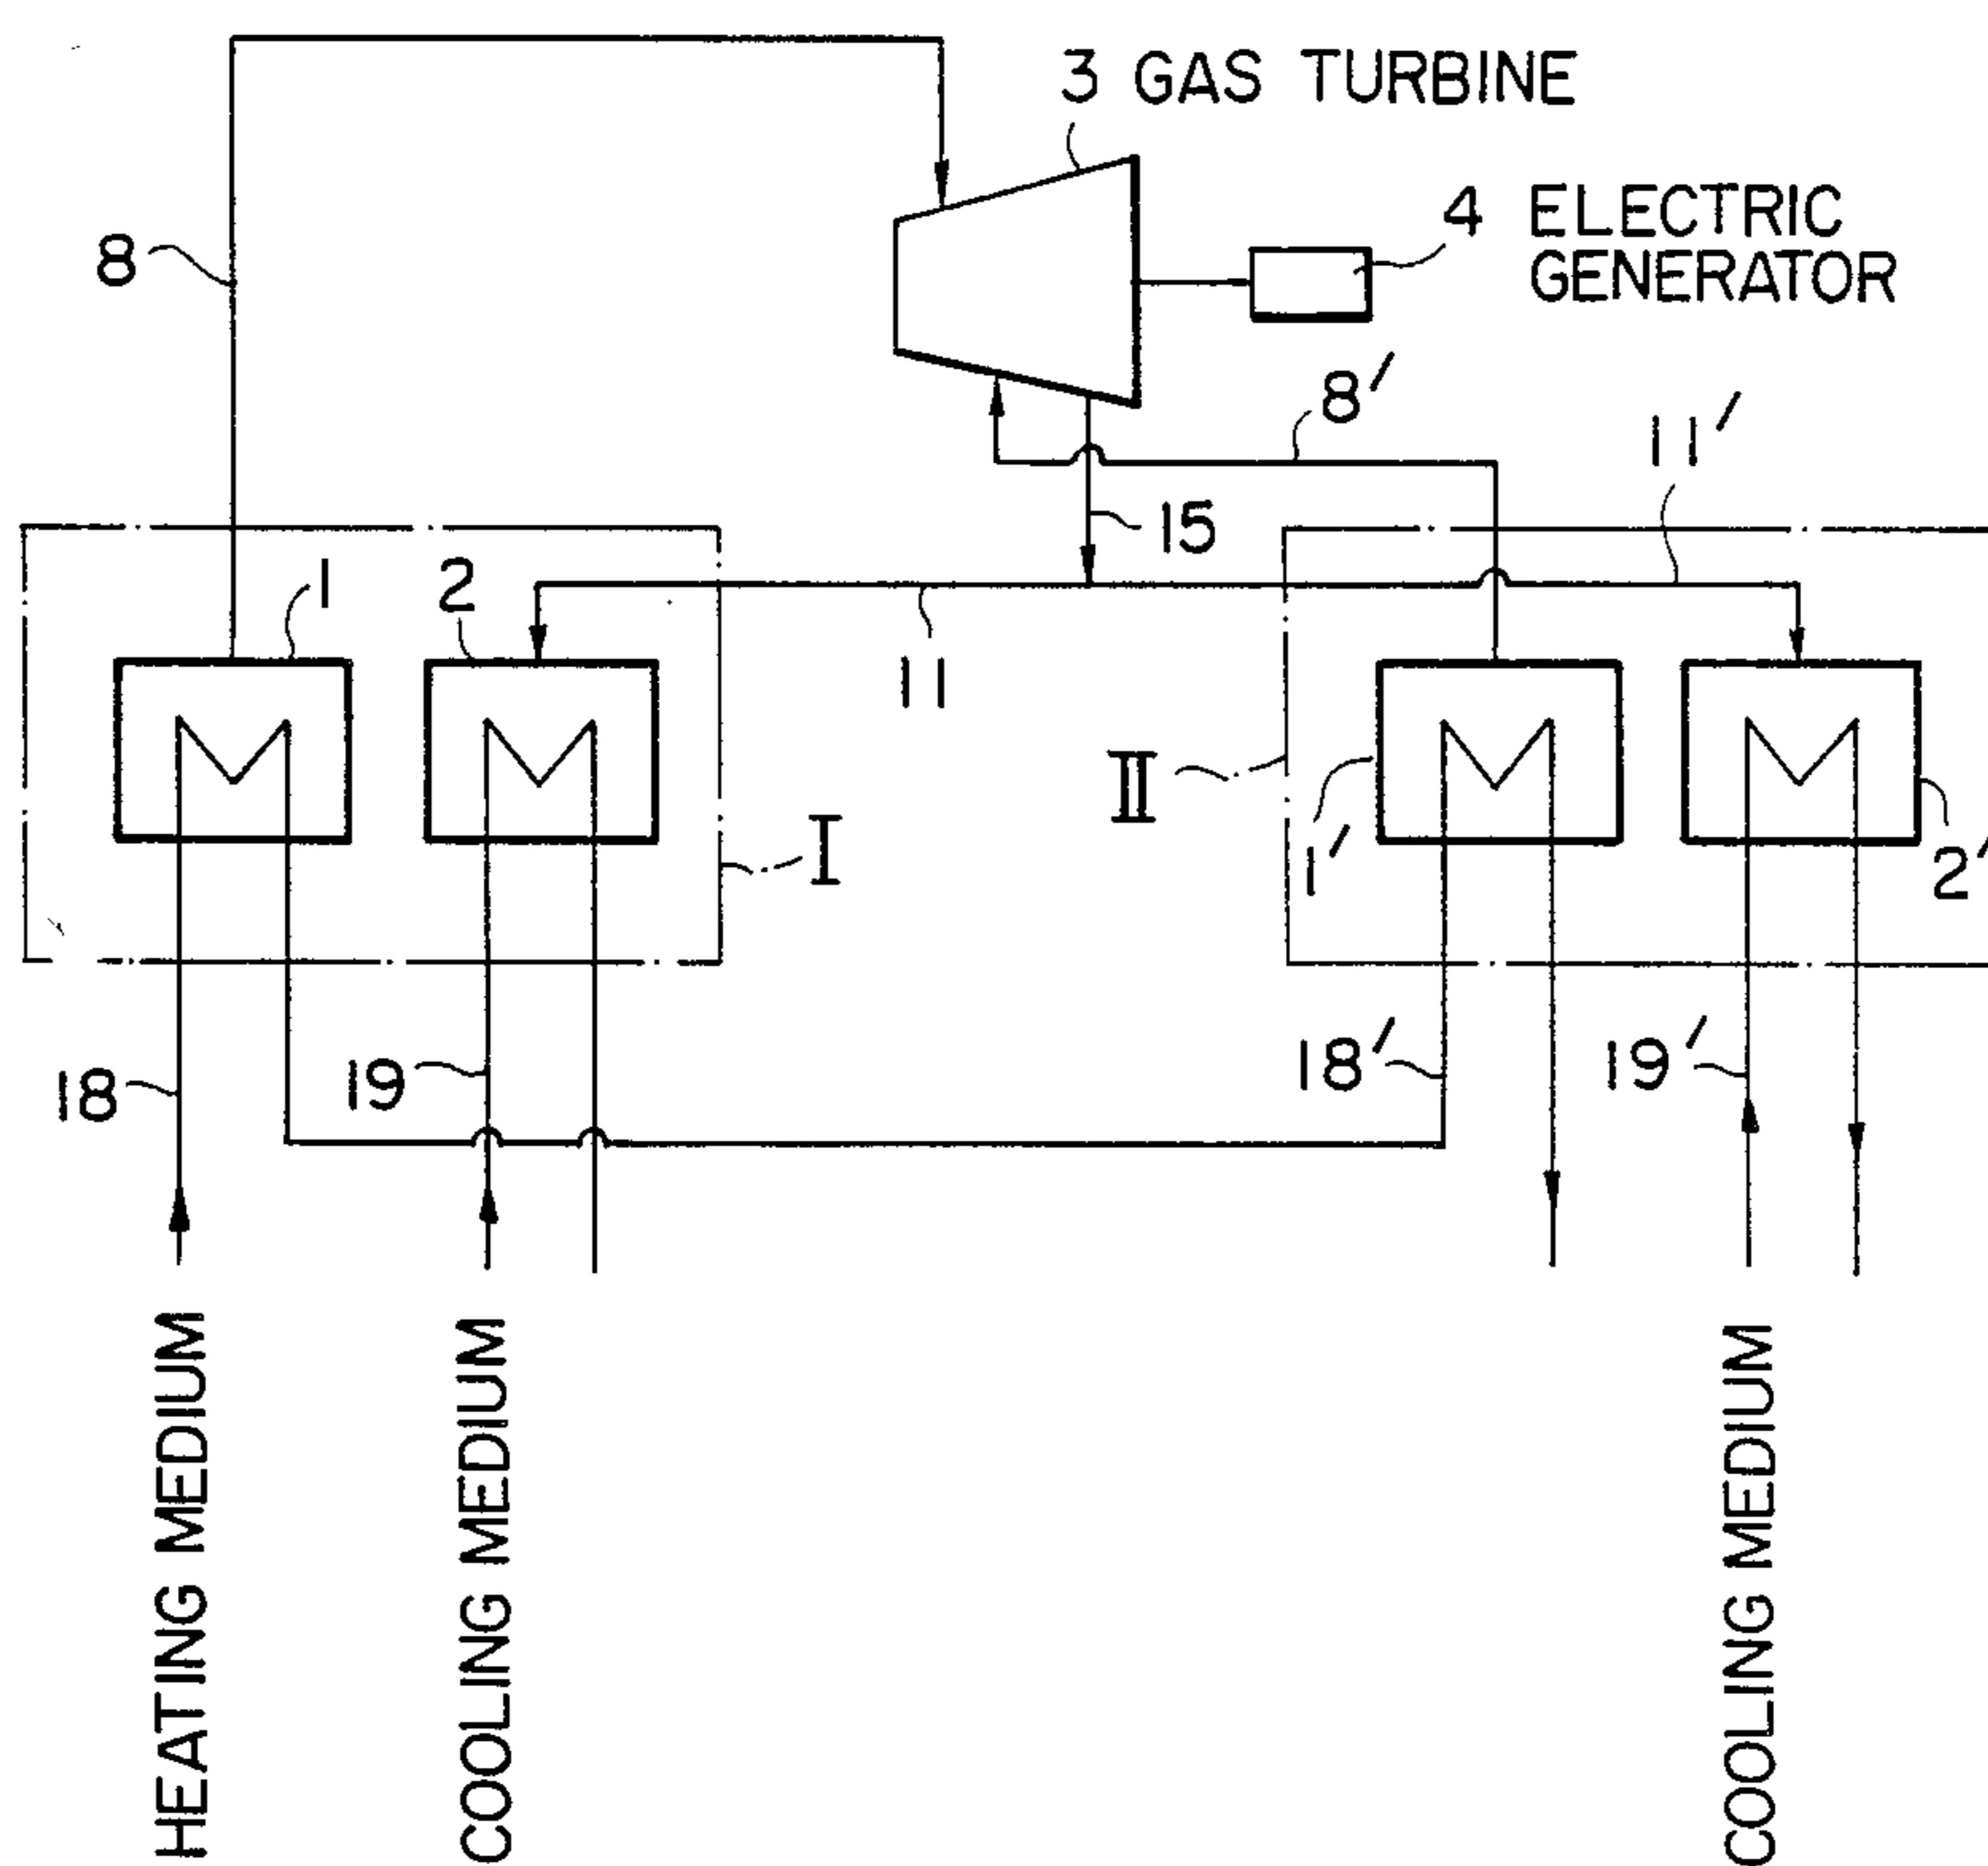 3 GAS TURBINE
4 ELECTRIC
GENERATOR
8
8'
11'
15
1
2
11
II
I
1'
2'
18
19
18'
19'
HEATING MEDIUM
COOLING MEDIUM
COOLING MEDIUM